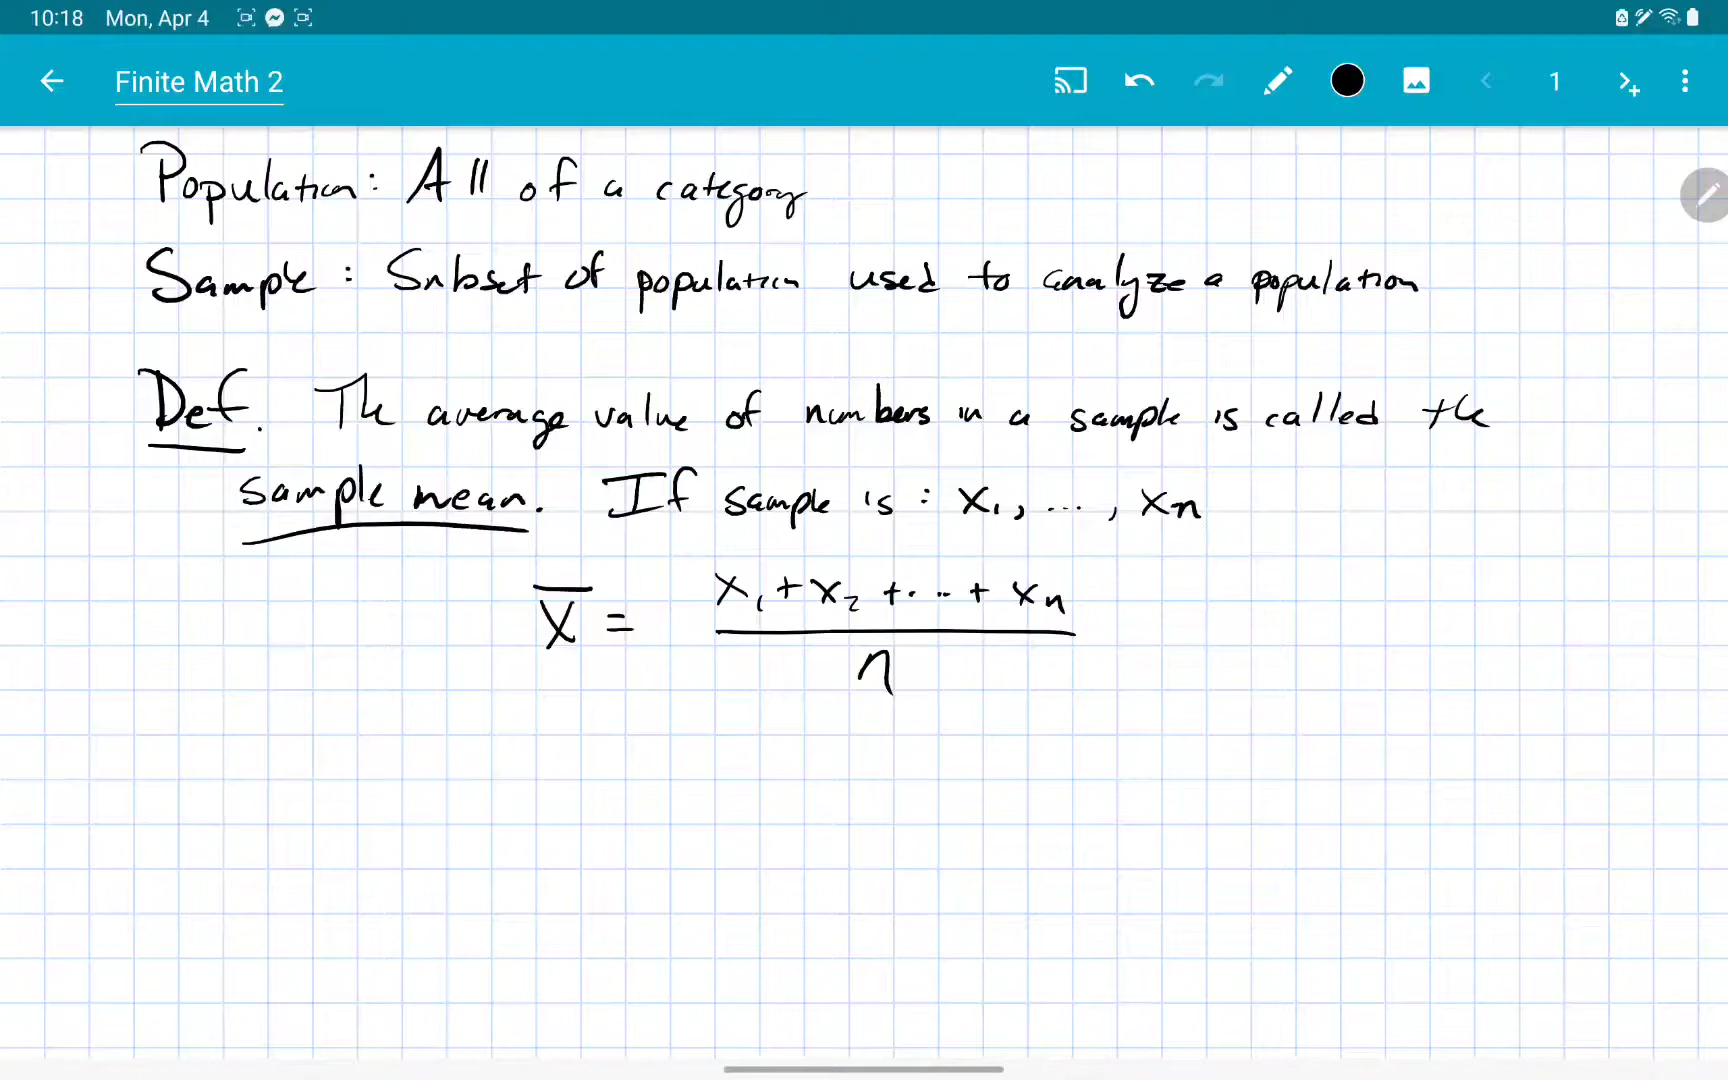 10:18 Mon, Apr 4
Finite Math 2
1
Population: All of a category
Sample: Subset of population used to analyze a population
Def. The average value of numbers in a sample is called the
sample mean. If sample is: x₁, ..., xₙ
x̄ = (x₁ + x₂ + ... + xₙ) / n